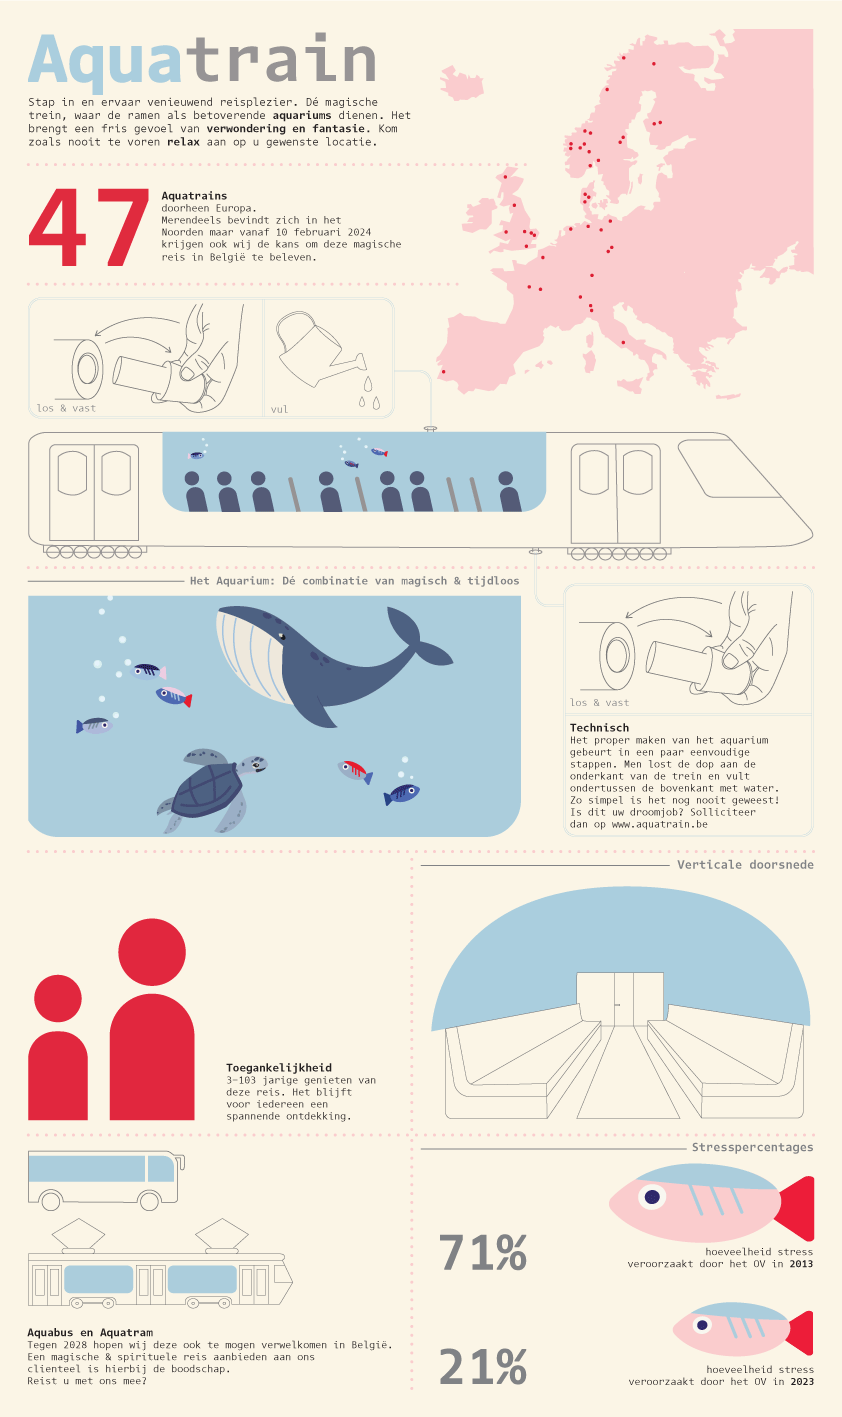 Aquatrain
Stap in en ervaar venieuwend reisplezier. Dé magische
trein, waar de ramen als betoverende aquariums dienen. Het
brengt een fris gevoel van verwondering en fantasie. Kom
zoals nooit te voren relax aan op u gewenste locatie.
47
Aquatrains
doorheen Europa.
Merendeels bevindt zich in het
Noorden maar vanaf 10 februari 2024
krijgen ook wij de kans om deze magische
reis in België te beleven.
los & vast
vul
Het Aquarium: Dé combinatie van magisch & tijdloos
los & vast
Technisch
Het proper maken van het aquarium
gebeurt in een paar eenvoudige
stappen. Men lost de dop aan de
onderkant van de trein en vult
ondertussen de bovenkant met water.
Zo simpel is het nog nooit geweest!
Is dit uw droomjob? Solliciteer
dan op www.aquatrain.be
Verticale doorsnede
Toegankelijkheid
3-103 jarige genieten van
deze reis. Het blijft
voor iedereen een
spannende ontdekking.
Stresspercentages
71%
hoeveelheid stress
veroorzaakt door het OV in 2013
21%
hoeveelheid stress
veroorzaakt door het OV in 2023
Aquabus en Aquatram
Tegen 2028 hopen wij deze ook te mogen verwelkomen in België.
Een magische & spirituele reis aanbieden aan ons
clienteel is hierbij de boodschap.
Reist u met ons mee?